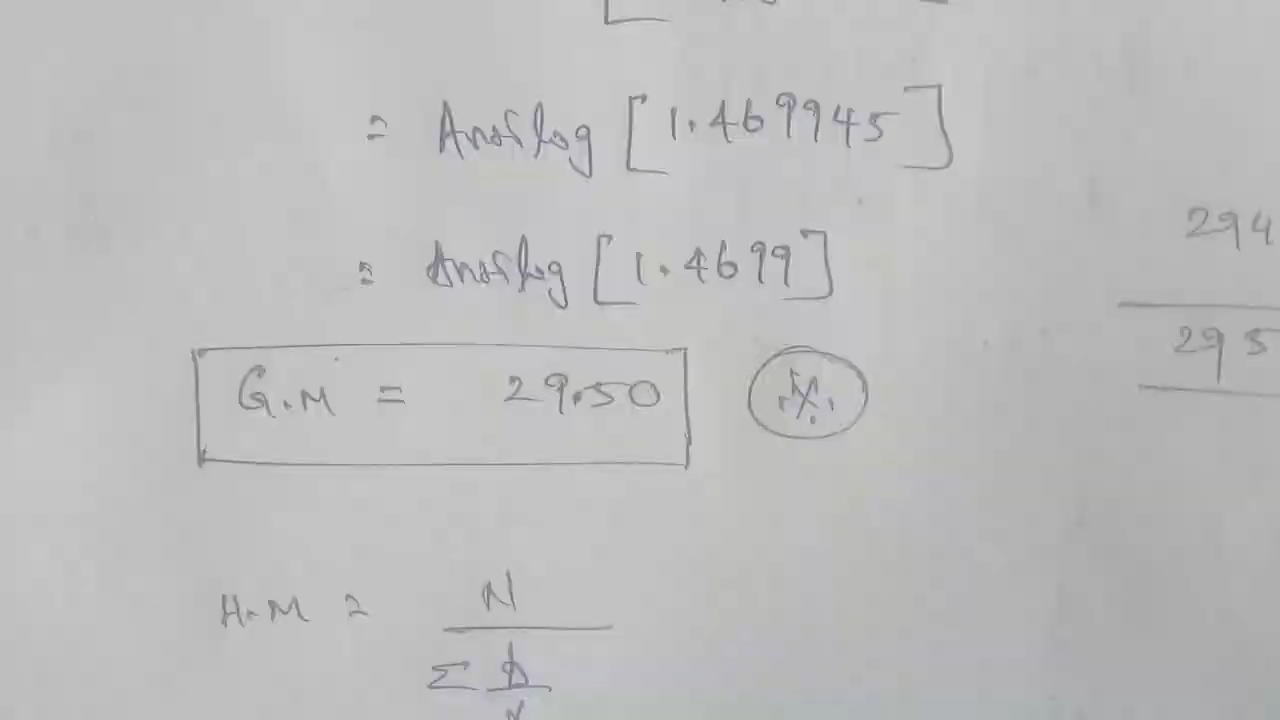 = Antilog [1.469945]
= Antilog [1.4699]
294
295
G.M = 29.50
H.M = N
Σ f
x